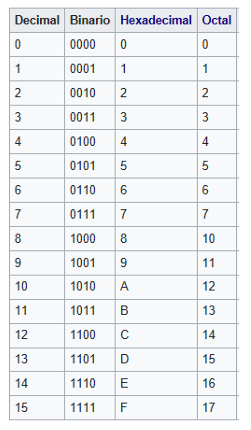 Decimal Binario Hexadecimal Octal
0 0000 0 0
1 0001 1 1
2 0010 2 2
3 0011 3 3
4 0100 4 4
5 0101 5 5
6 0110 6 6
7 0111 7 7
8 1000 8 10
9 1001 9 11
10 1010 A 12
11 1011 B 13
12 1100 C 14
13 1101 D 15
14 1110 E 16
15 1111 F 17